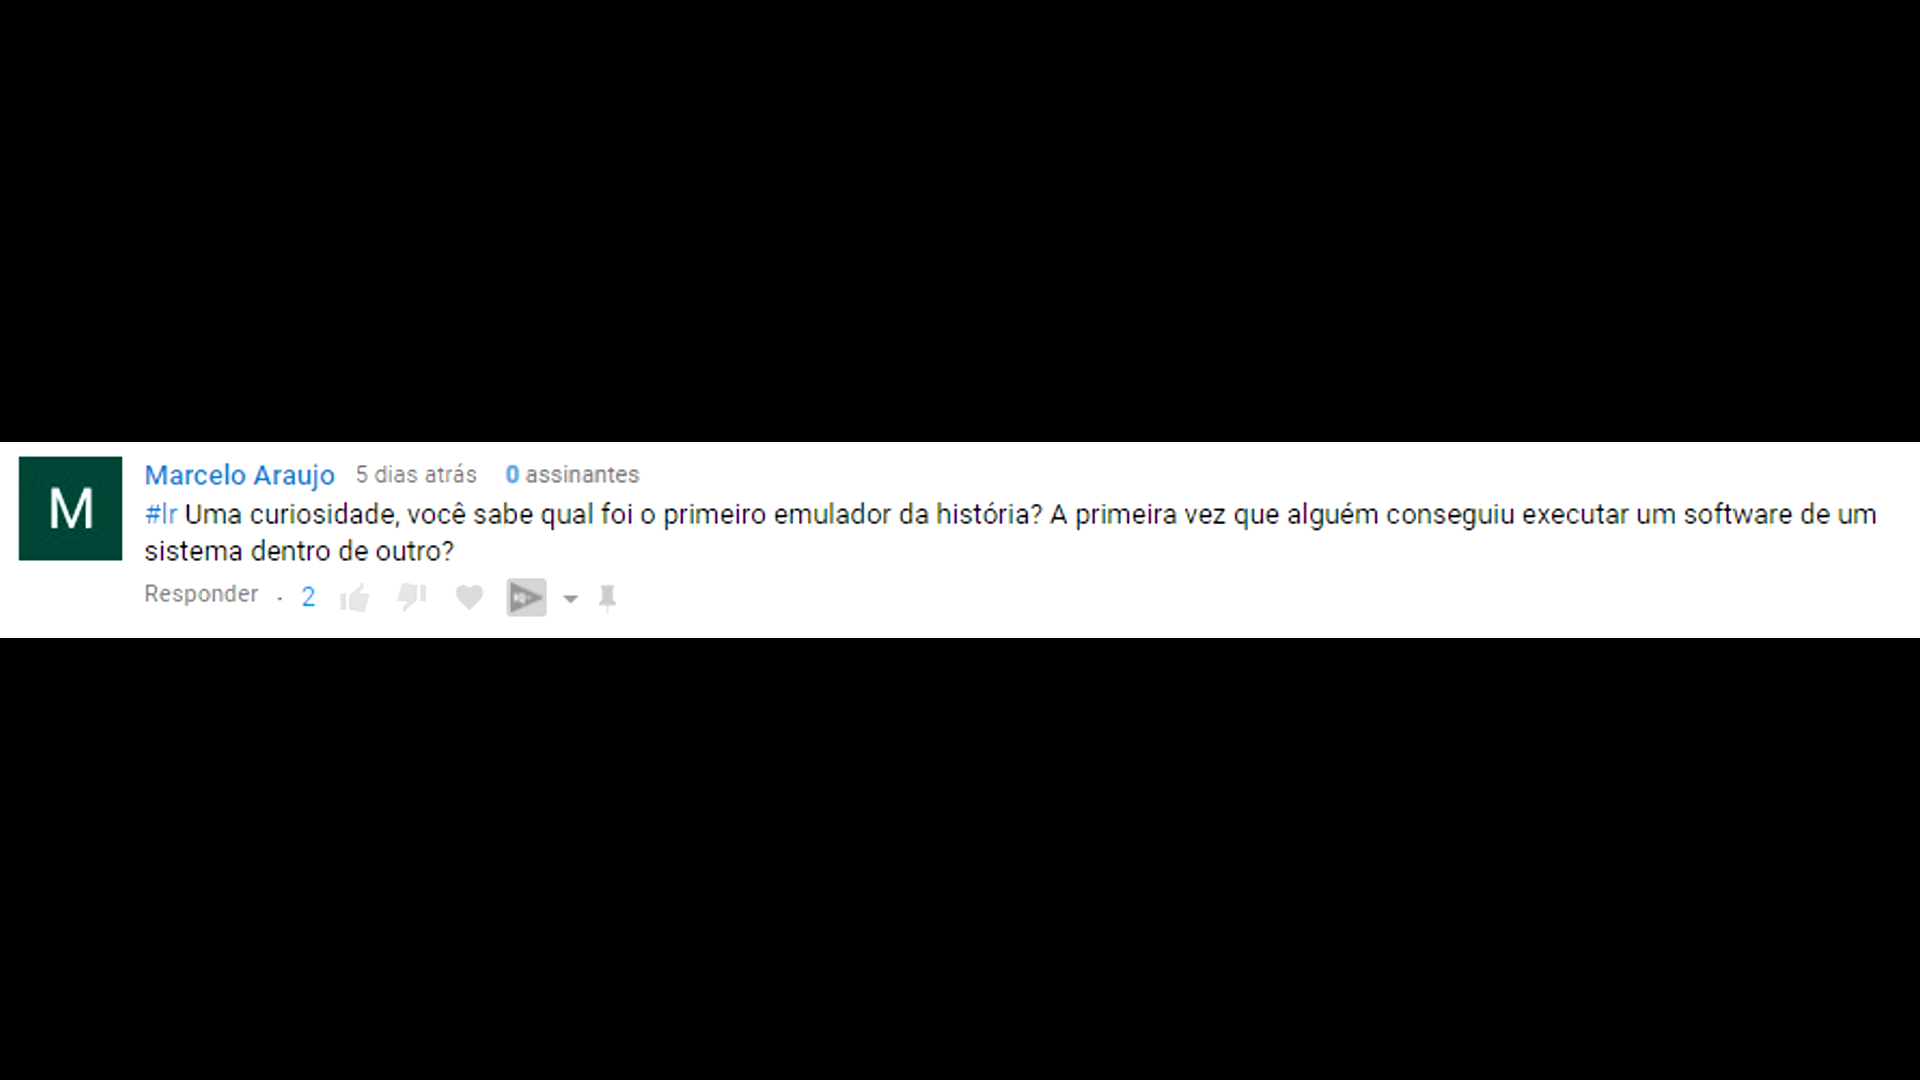 M
Marcelo Araujo 5 dias atrás 0 assinantes
#lr Uma curiosidade, você sabe qual foi o primeiro emulador da história? A primeira vez que alguém conseguiu executar um software de um
sistema dentro de outro?
Responder . 2